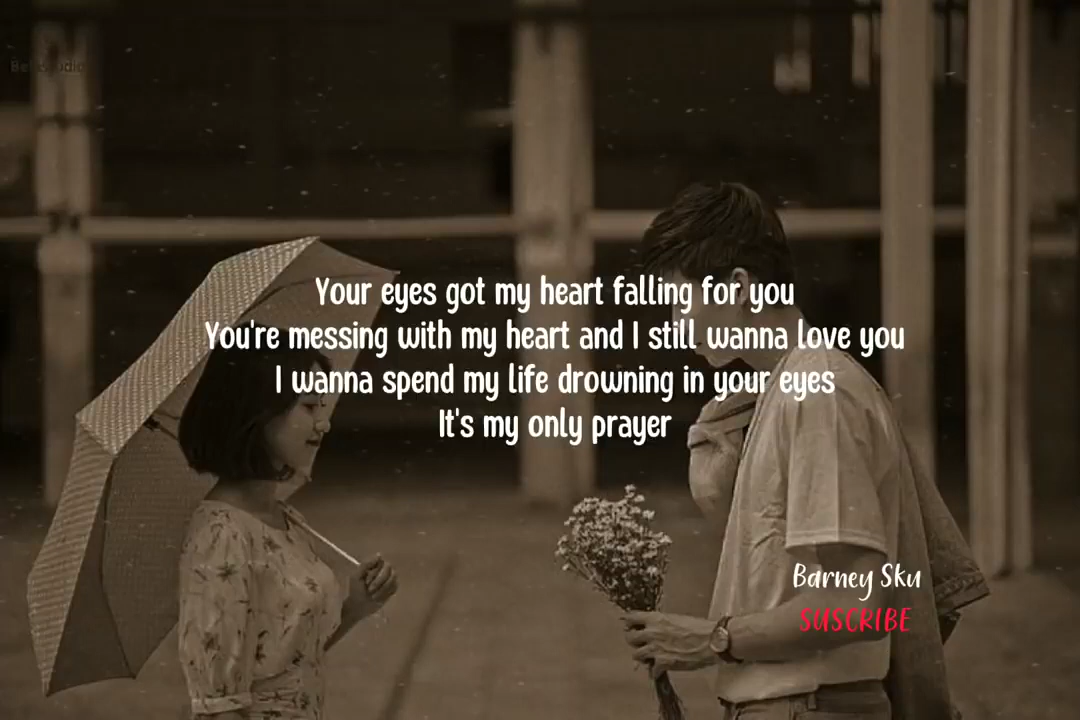 Your eyes got my heart falling for you
You're messing with my heart and I still wanna love you
I wanna spend my life drowning in your eyes
It's my only prayer
Barney Sku
SUSCRIBE